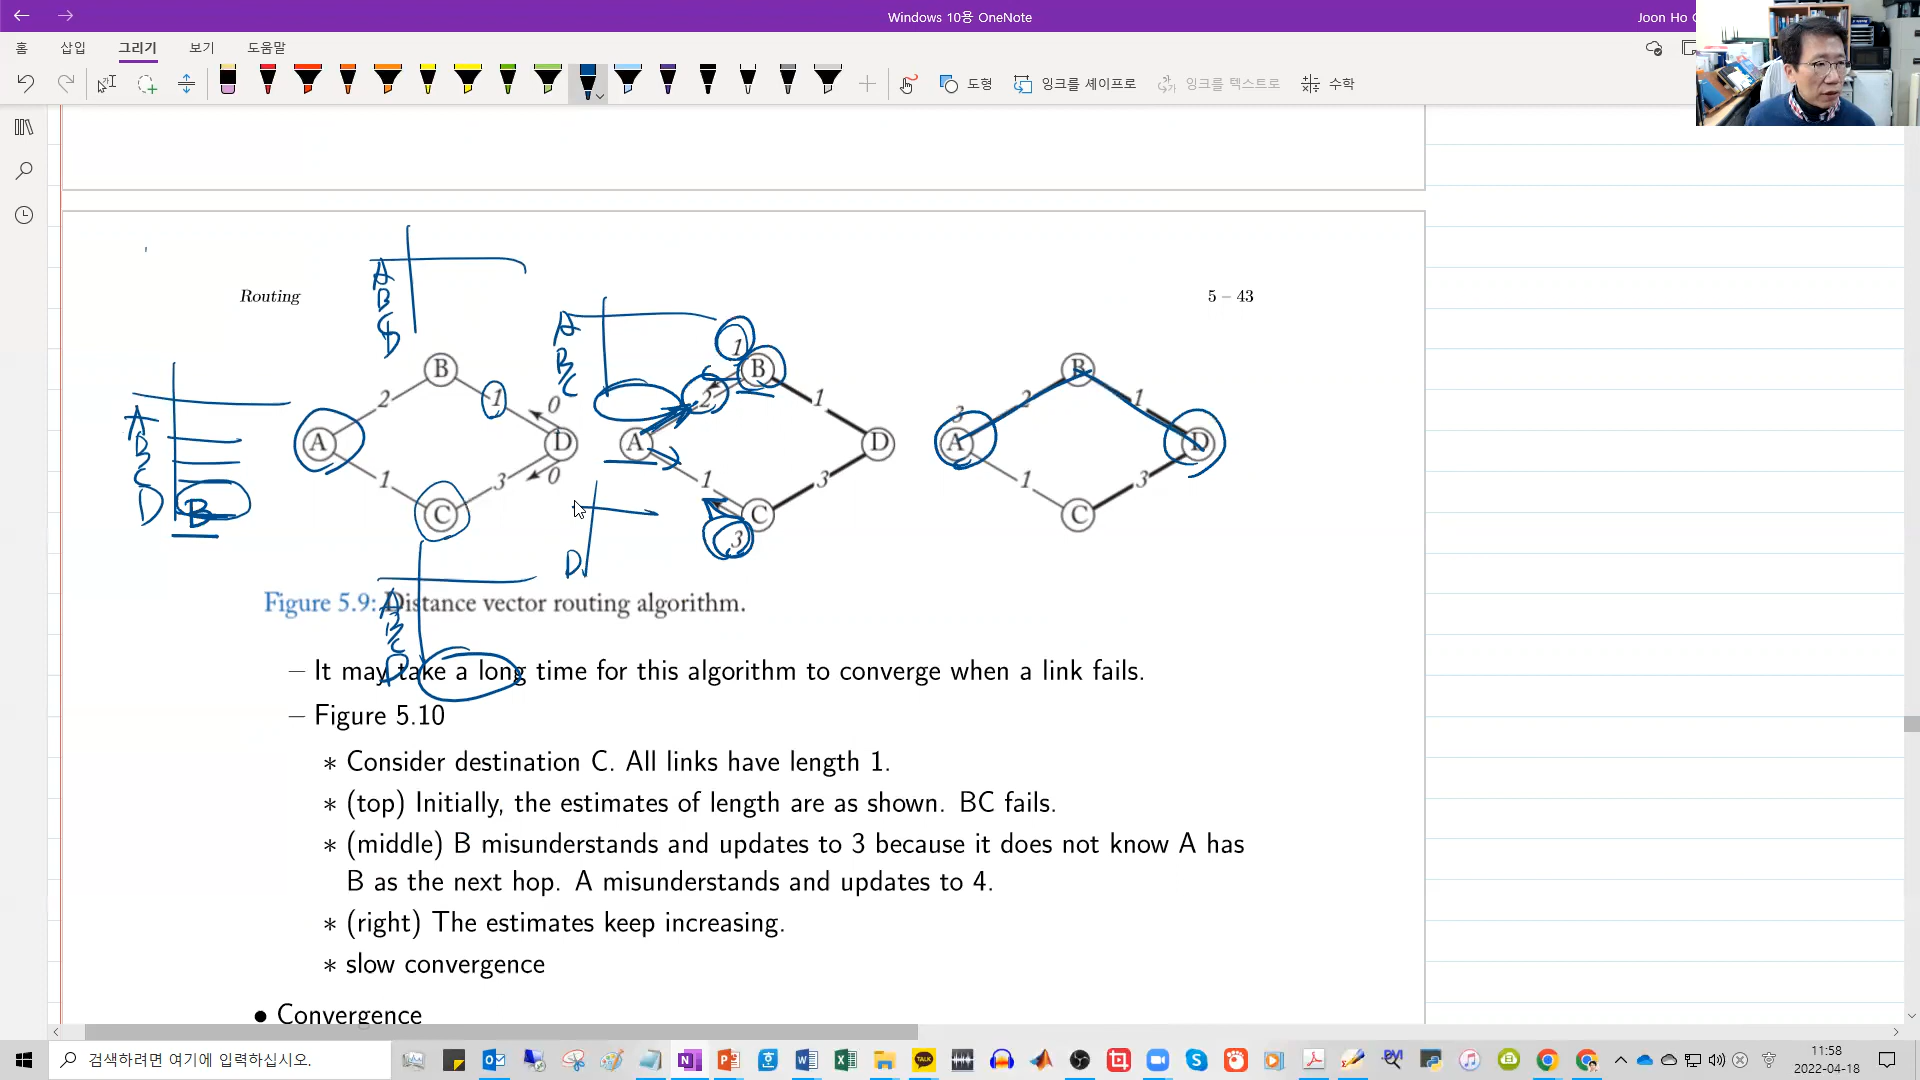 Windows 10용 OneNote
Joon Ho C
홈 삽입 그리기 보기 도움말
도형 잉크를 셰이프로 잉크를 텍스트로 수학
Routing
5 – 43
A
B
C
D
A
B
C
D
A
B
C
D
A
B
C
D
B
2
1
0
A
D
1
3
0
C
A
B
C
1
B
2
1
A
D
1
3
C
3
D
B
3
2
1
A
D
1
3
C
Figure 5.9: Distance vector routing algorithm.
– It may take a long time for this algorithm to converge when a link fails.
– Figure 5.10
∗ Consider destination C. All links have length 1.
∗ (top) Initially, the estimates of length are as shown. BC fails.
∗ (middle) B misunderstands and updates to 3 because it does not know A has
B as the next hop. A misunderstands and updates to 4.
∗ (right) The estimates keep increasing.
∗ slow convergence
• Convergence
검색하려면 여기에 입력하십시오.
11:58
2022-04-18